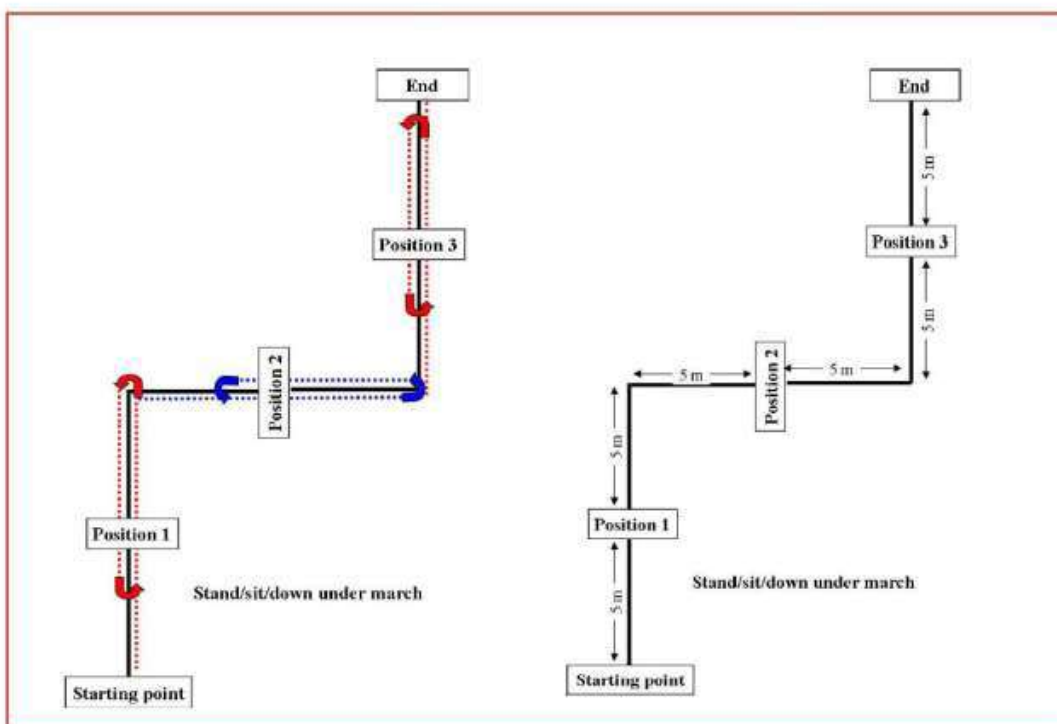 End
Position 3
Position 2
Position 1
Stand/sit/down under march
Starting point
End
5 m
Position 3
5 m
5 m
Position 2
5 m
5 m
Position 1
5 m
Stand/sit/down under march
Starting point